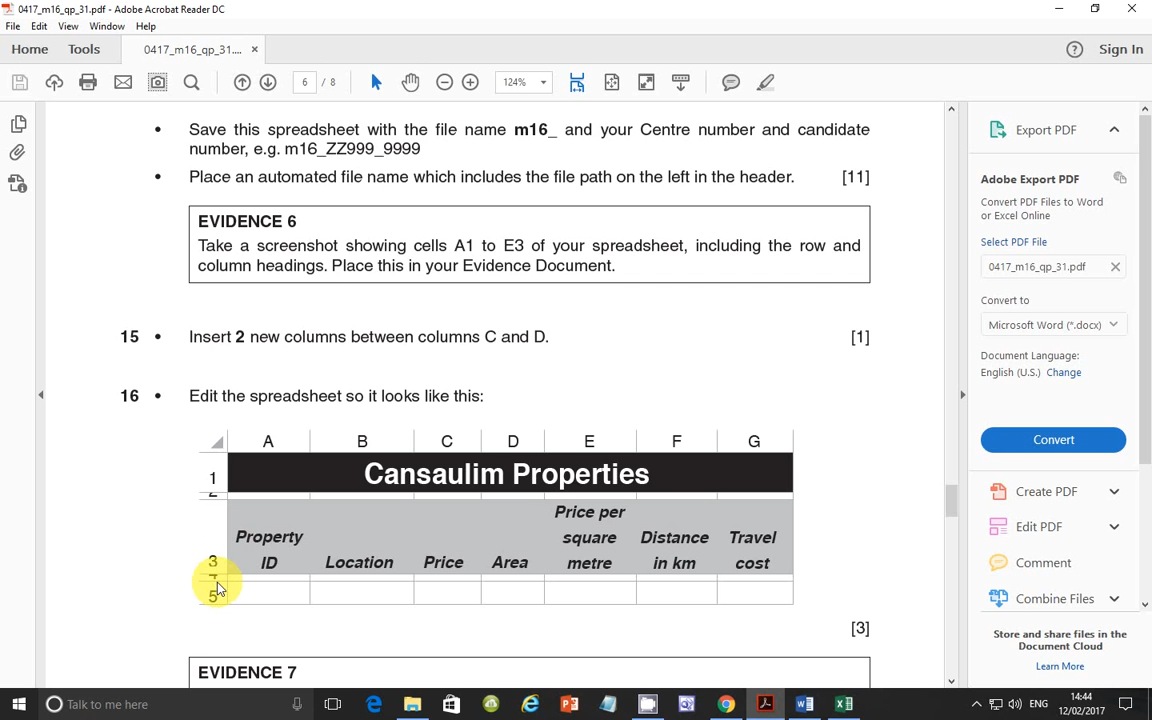 0417_m16_qp_31.pdf - Adobe Acrobat Reader DC
File Edit View Window Help
Home Tools 0417_m16_qp_31.... × Sign In
6 / 8 124%
• Save this spreadsheet with the file name m16_ and your Centre number and candidate
number, e.g. m16_ZZ999_9999
• Place an automated file name which includes the file path on the left in the header. [11]
EVIDENCE 6
Take a screenshot showing cells A1 to E3 of your spreadsheet, including the row and
column headings. Place this in your Evidence Document.
15 • Insert 2 new columns between columns C and D. [1]
16 • Edit the spreadsheet so it looks like this:
A B C D E F G
1 Cansaulim Properties
2
Price per
Property square Distance Travel
3 ID Location Price Area metre in km cost
4
5
[3]
EVIDENCE 7
Export PDF
Adobe Export PDF
Convert PDF Files to Word
or Excel Online
Select PDF File
0417_m16_qp_31.pdf ×
Convert to
Microsoft Word (*.docx)
Document Language:
English (U.S.) Change
Convert
Create PDF
Edit PDF
Comment
Combine Files
Store and share files in the
Document Cloud
Learn More
Talk to me here
ENG
14:44
12/02/2017